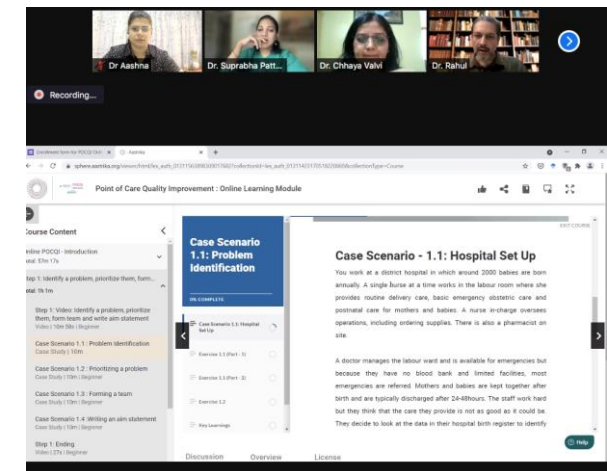 Dr Aashna
Dr. Suprabha Patt...
Dr. Chhaya Valvi
Dr. Rahul
Recording...
Point of Care Quality Improvement : Online Learning Module
Course Content
Online POCQI - Introduction
Total: 57m 17s
Step 1: Identify a problem, prioritize them, form...
Total: 1h 1m
Step 1: Video: Identify a problem, prioritize
them, form team and write aim statement
Video | 10m 58s | Beginner
Case Scenario 1.1 : Problem Identification
Case Study | 10m
Case Scenario 1.2 : Prioritizing a problem
Case Study | 10m | Beginner
Case Scenario 1.3 : Forming a team
Case Study | 10m | Beginner
Case Scenario 1.4 :Writing an aim statement
Case Study | 10m | Beginner
Step 1: Ending
Video | 27s | Beginner
Case Scenario
1.1: Problem
Identification
0% COMPLETE
Case Scenario 1.1: Hospital
Set Up
Exercise 1.1 (Part - 1)
Exercise 1.1 (Part - 2)
Exercise 1.2
Key Learnings
EXIT COURSE
Case Scenario - 1.1: Hospital Set Up
You work at a district hospital in which around 2000 babies are born
annually. A single nurse at a time works in the labour room where she
provides routine delivery care, basic emergency obstetric care and
postnatal care for mothers and babies. A nurse in-charge oversees
operations, including ordering supplies. There is also a pharmacist on
site.
A doctor manages the labour ward and is available for emergencies but
because they have no blood bank and limited facilities, most
emergencies are referred. Mothers and babies are kept together after
birth and are typically discharged after 24-48hours. The staff work hard
but they think that the care they provide is not as good as it could be.
They decide to look at the data in their hospital birth register to identify
Help
Discussion
Overview
License